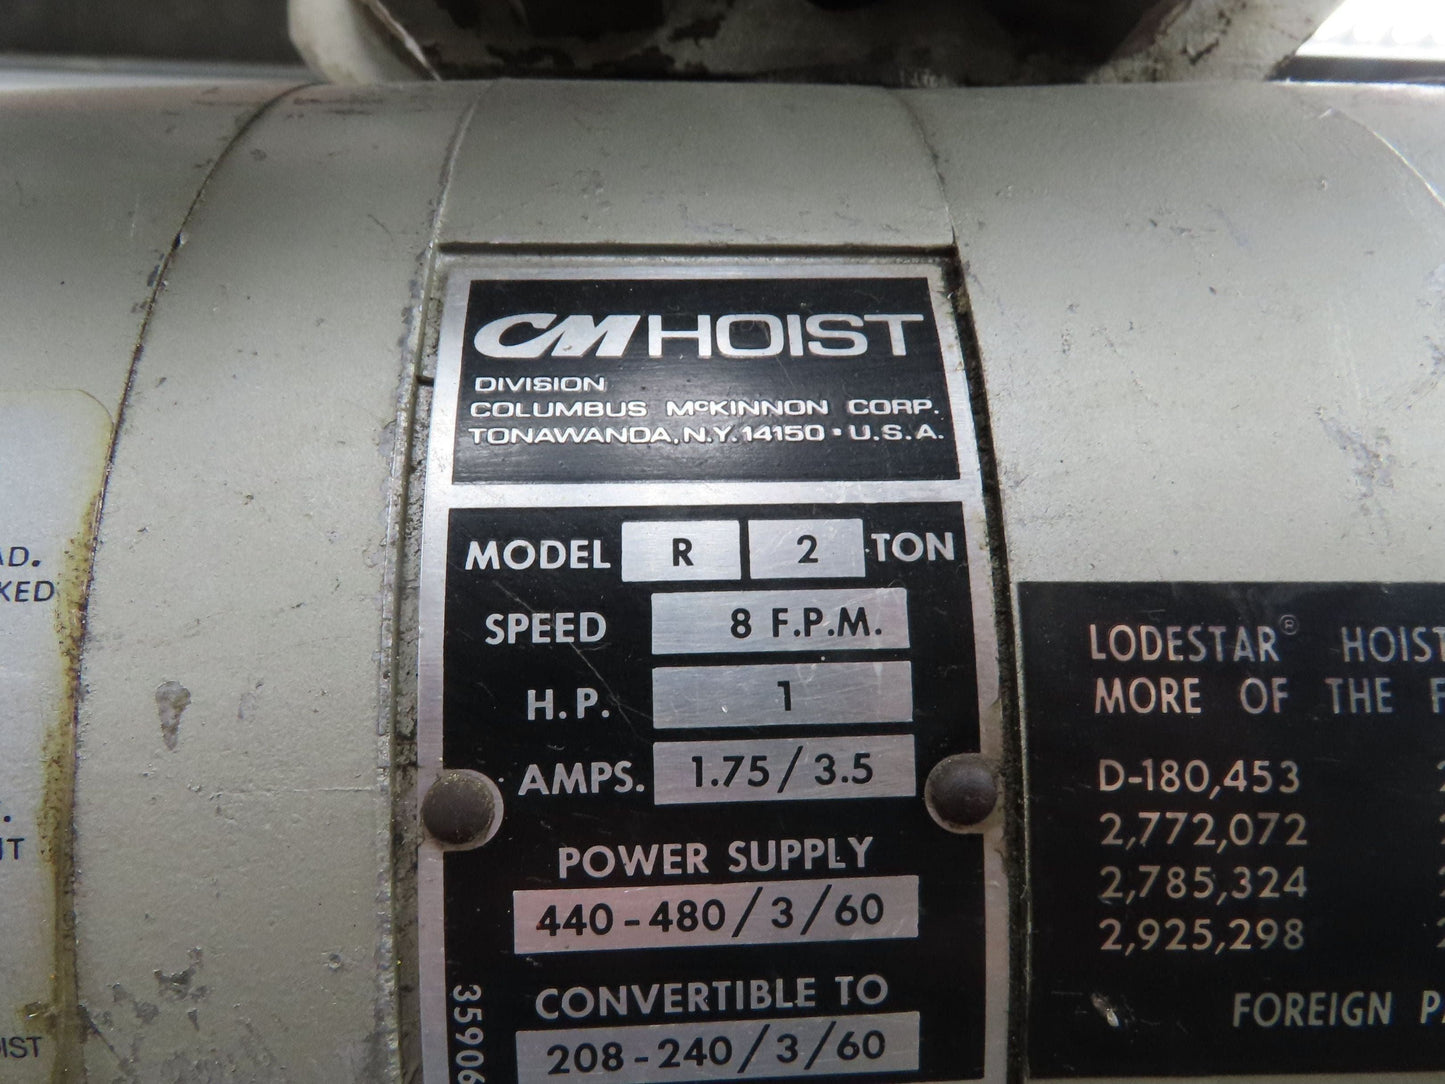 CM HOIST
DIVISION
COLUMBUS McKINNON CORP.
TONAWANDA, N.Y. 14150 • U.S.A.
MODEL R 2 TON
SPEED 8 F.P.M.
H.P. 1
AMPS. 1.75/3.5
POWER SUPPLY
440-480/3/60
CONVERTIBLE TO
208-240/3/60
35906
LODESTAR® HOIST
MORE OF THE
D-180,453
2,772,072
2,785,324
2,925,298
FOREIGN